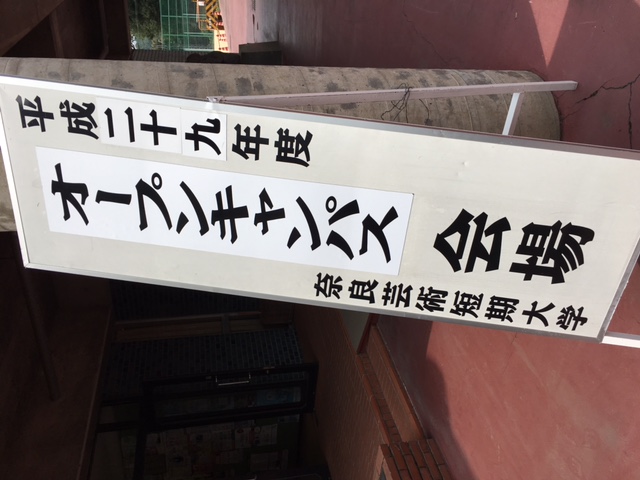 平成二十九年度
オープンキャンパス
会場
奈良芸術短期大学